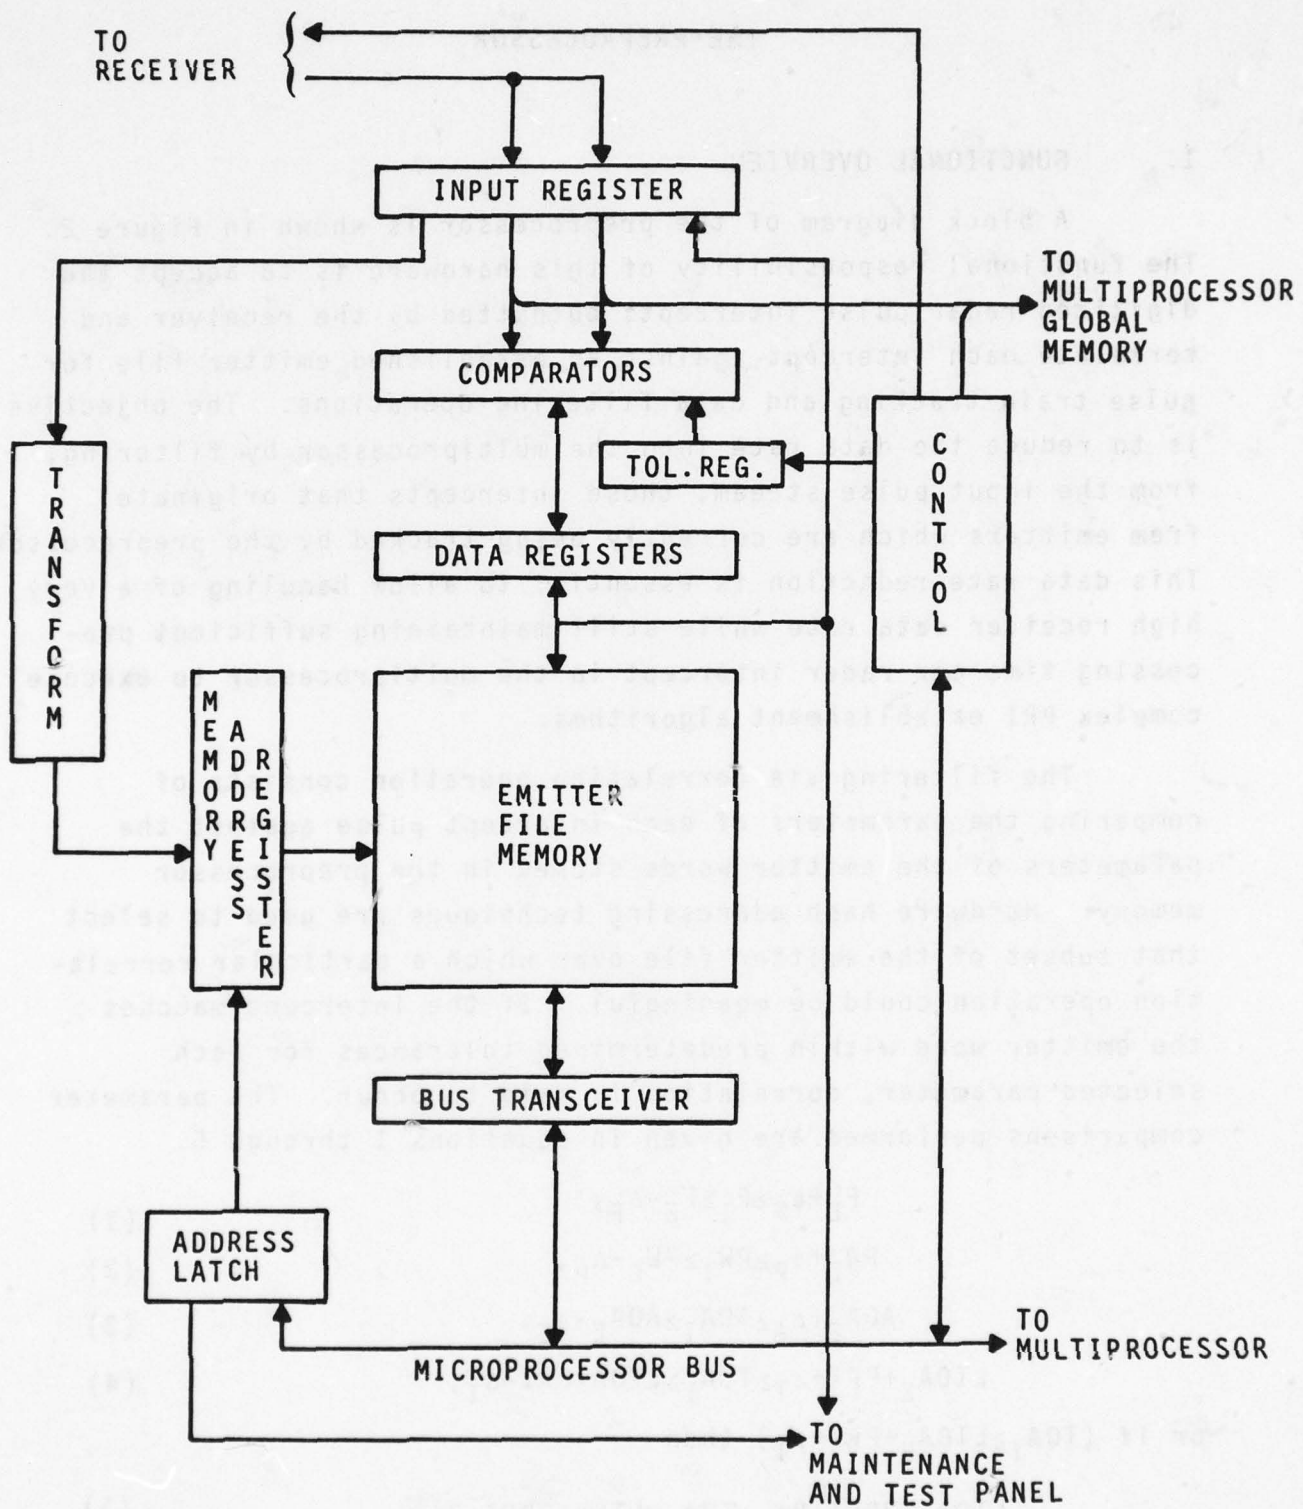 TO
RECEIVER
INPUT REGISTER
TO
MULTIPROCESSOR
GLOBAL
MEMORY
COMPARATORS
TOL.REG.
CONTROL
TRANSFORM
DATA REGISTERS
MEMORY
ADDRESS
REGISTER
EMITTER
FILE
MEMORY
BUS TRANSCEIVER
ADDRESS
LATCH
MICROPROCESSOR BUS
TO
MULTIPROCESSOR
TO
MAINTENANCE
AND TEST PANEL